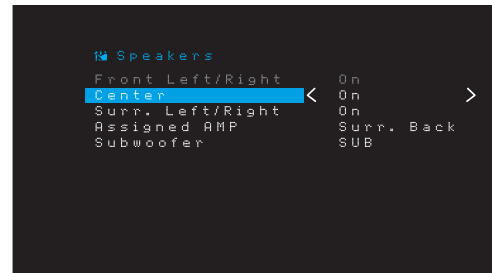 Speakers
Front Left/Right On
Center < On >
Surr. Left/Right On
Assigned AMP Surr. Back
Subwoofer SUB